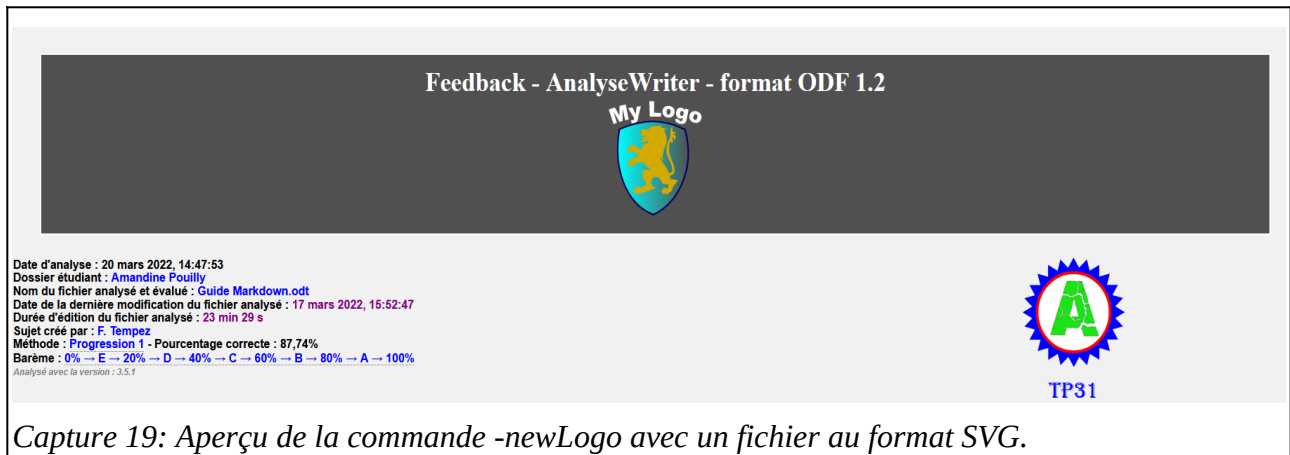 Feedback - AnalyseWriter - format ODF 1.2
My Logo
Date d'analyse : 20 mars 2022, 14:47:53
Dossier étudiant : Amandine Pouilly
Nom du fichier analysé et évalué : Guide Markdown.odt
Date de la dernière modification du fichier analysé : 17 mars 2022, 15:52:47
Durée d'édition du fichier analysé : 23 min 29 s
Sujet créé par : F. Tempez
Méthode : Progression 1 - Pourcentage correcte : 87,74%
Barème : 0% → E → 20% → D → 40% → C → 60% → B → 80% → A → 100%
Analysé avec la version : 3.5.1
A
TP31
Capture 19: Aperçu de la commande -newLogo avec un fichier au format SVG.